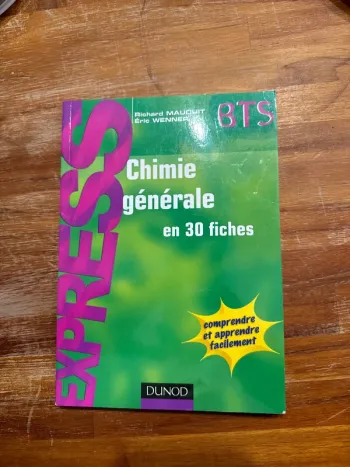 Richard MAUDUIT
Éric WENNER
BTS
EXPRESS
Chimie
générale
en 30 fiches
comprendre
et apprendre
facilement
DUNOD